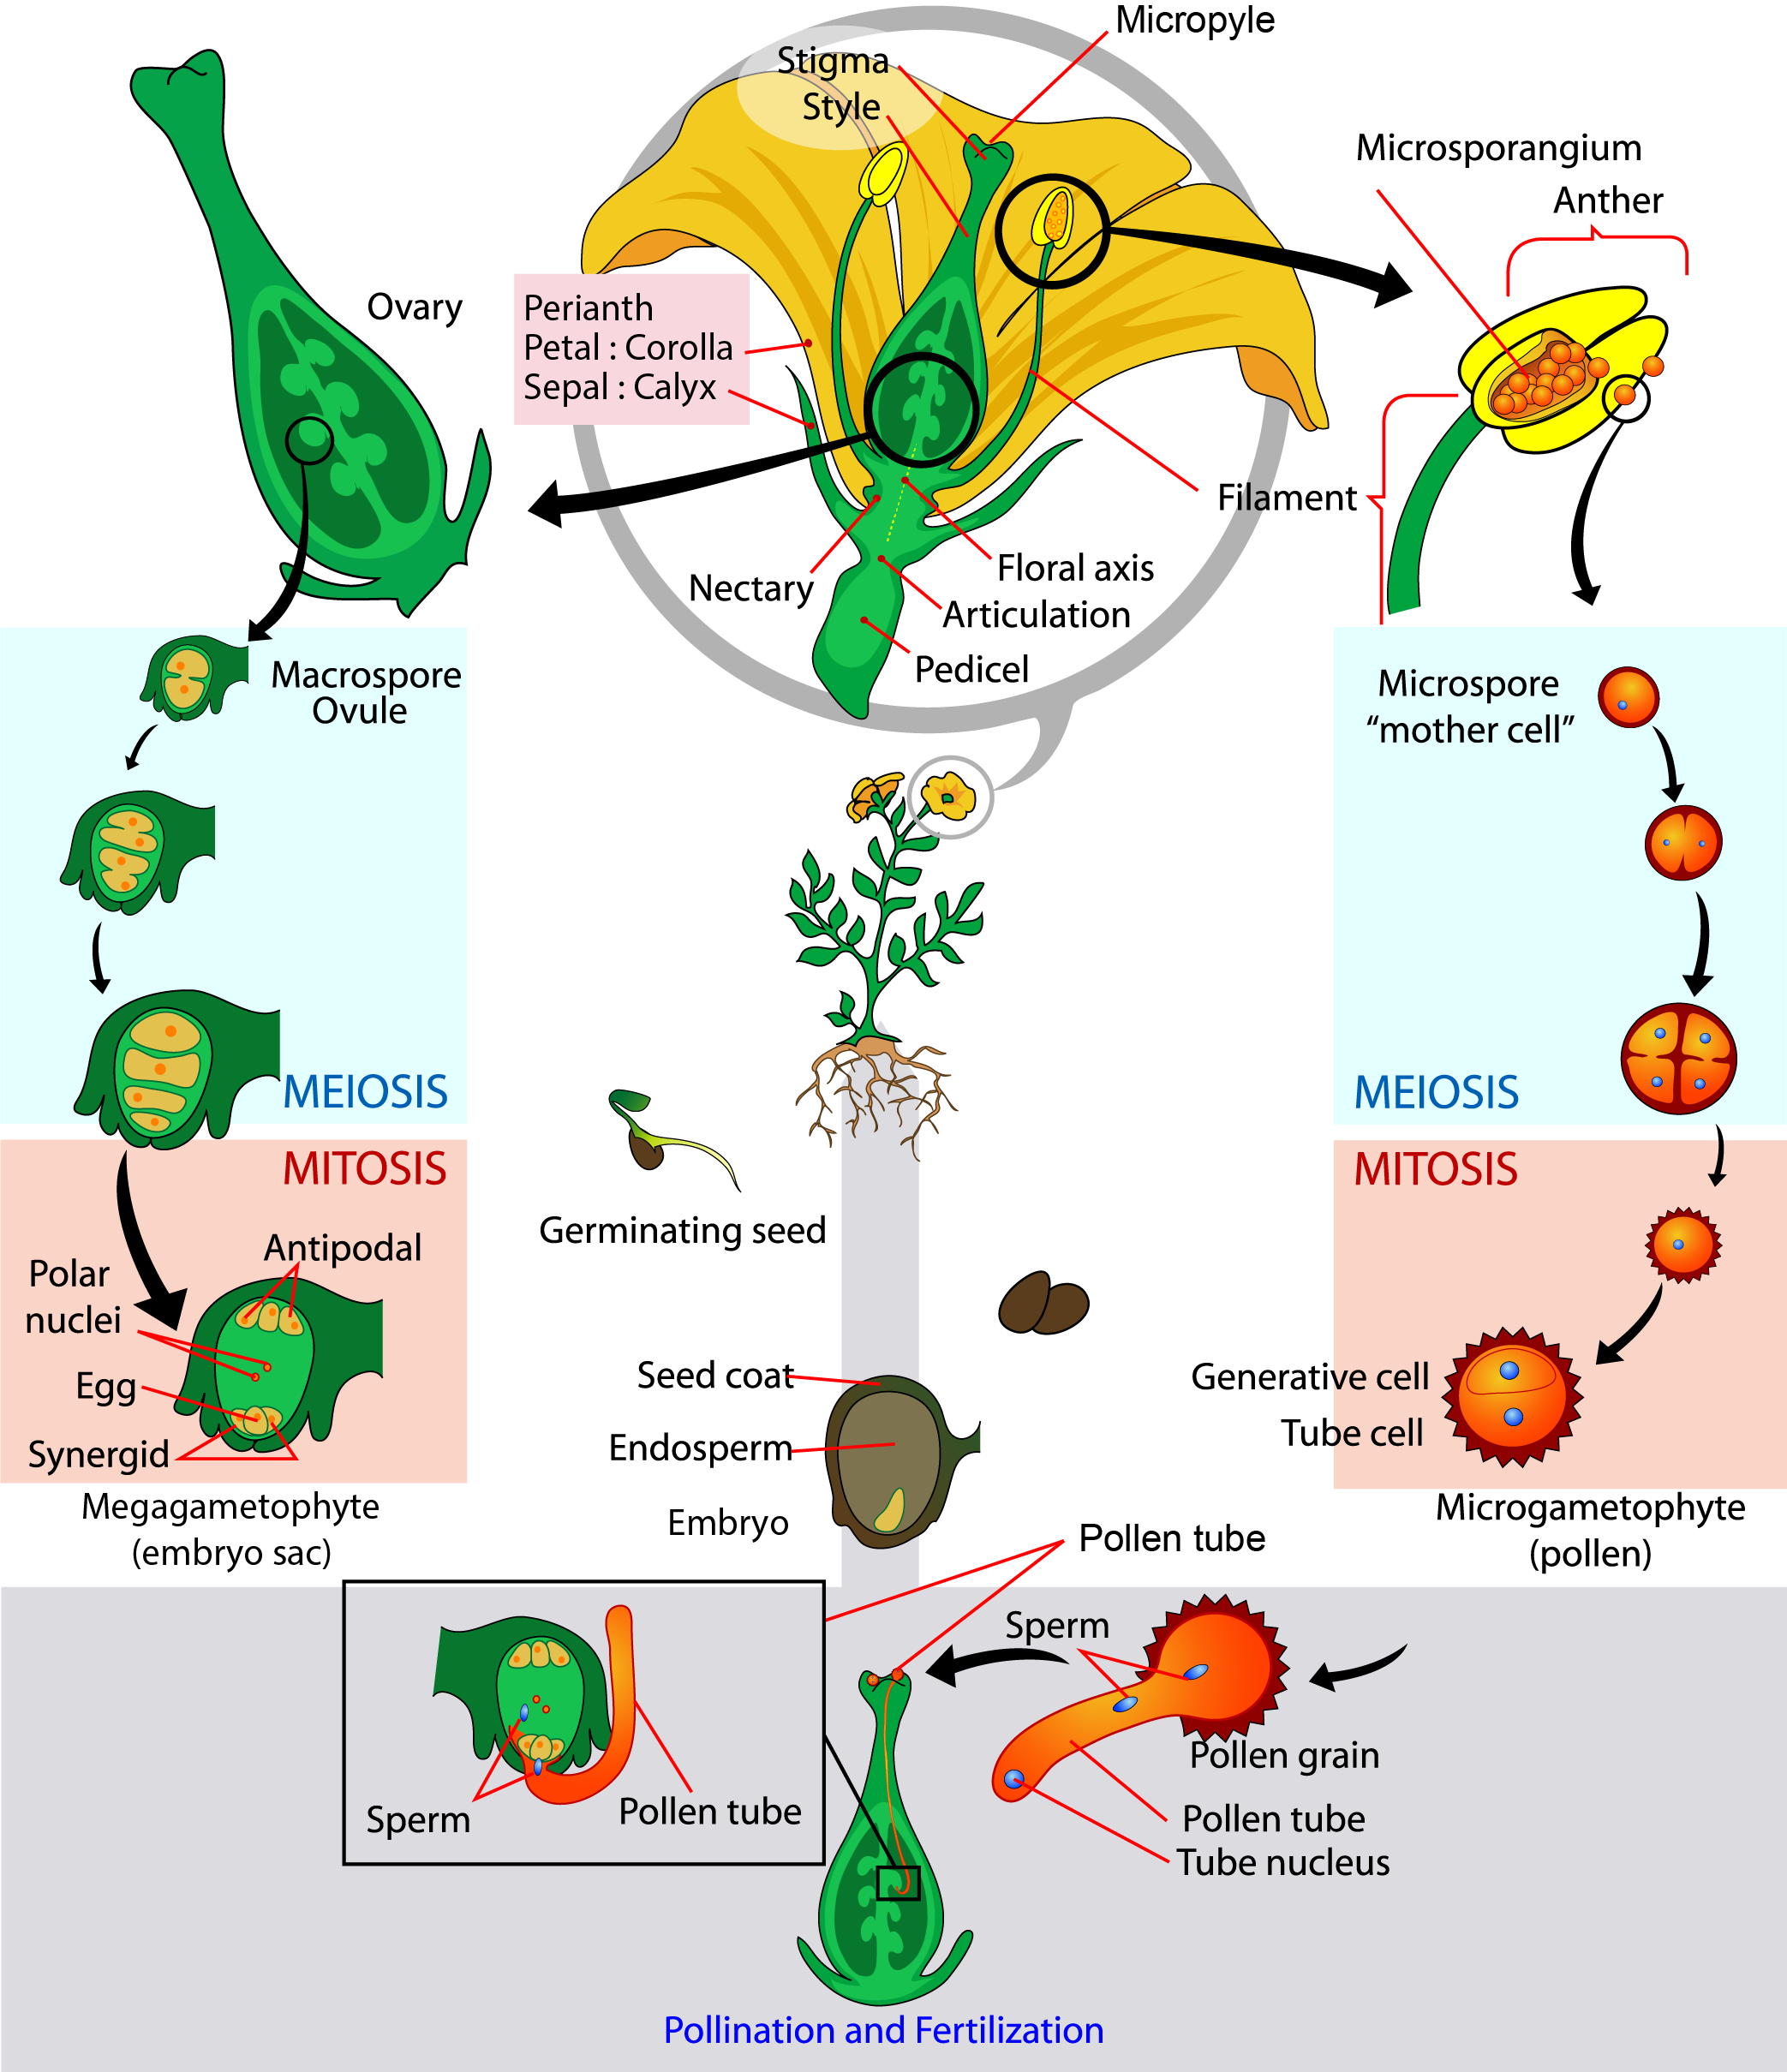 Micropyle
Stigma
Style
Microsporangium
Anther
Ovary
Perianth
Petal : Corolla
Sepal : Calyx
Filament
Nectary
Floral axis
Articulation
Pedicel
Macrospore
Ovule
Microspore
“mother cell”
MEIOSIS
MEIOSIS
MITOSIS
MITOSIS
Germinating seed
Antipodal
Polar
nuclei
Egg
Synergid
Megagametophyte
(embryo sac)
Seed coat
Endosperm
Embryo
Generative cell
Tube cell
Microgametophyte
(pollen)
Pollen tube
Sperm
Pollen grain
Pollen tube
Tube nucleus
Sperm
Pollen tube
Pollination and Fertilization